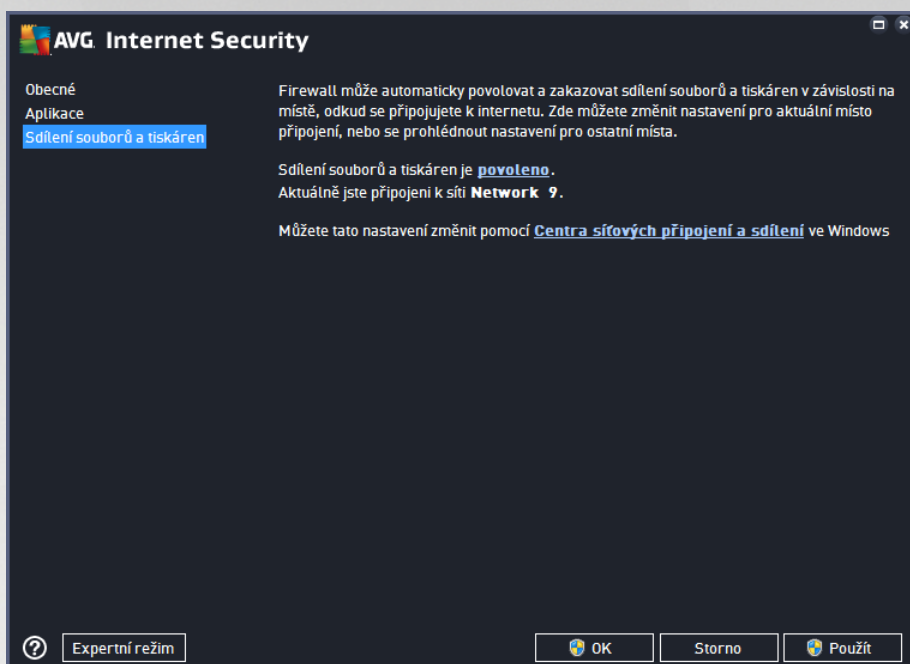 AVG Internet Security
Obecné
Aplikace
Sdílení souborů a tiskáren
Firewall může automaticky povolovat a zakazovat sdílení souborů a tiskáren v závislosti na
místě, odkud se připojujete k internetu. Zde můžete změnit nastavení pro aktuální místo
připojení, nebo se prohlédnout nastavení pro ostatní místa.
Sdílení souborů a tiskáren je povoleno.
Aktuálně jste připojeni k síti Network 9.
Můžete tato nastavení změnit pomocí Centra síťových připojení a sdílení ve Windows
? Expertní režim
OK
Storno
Použít